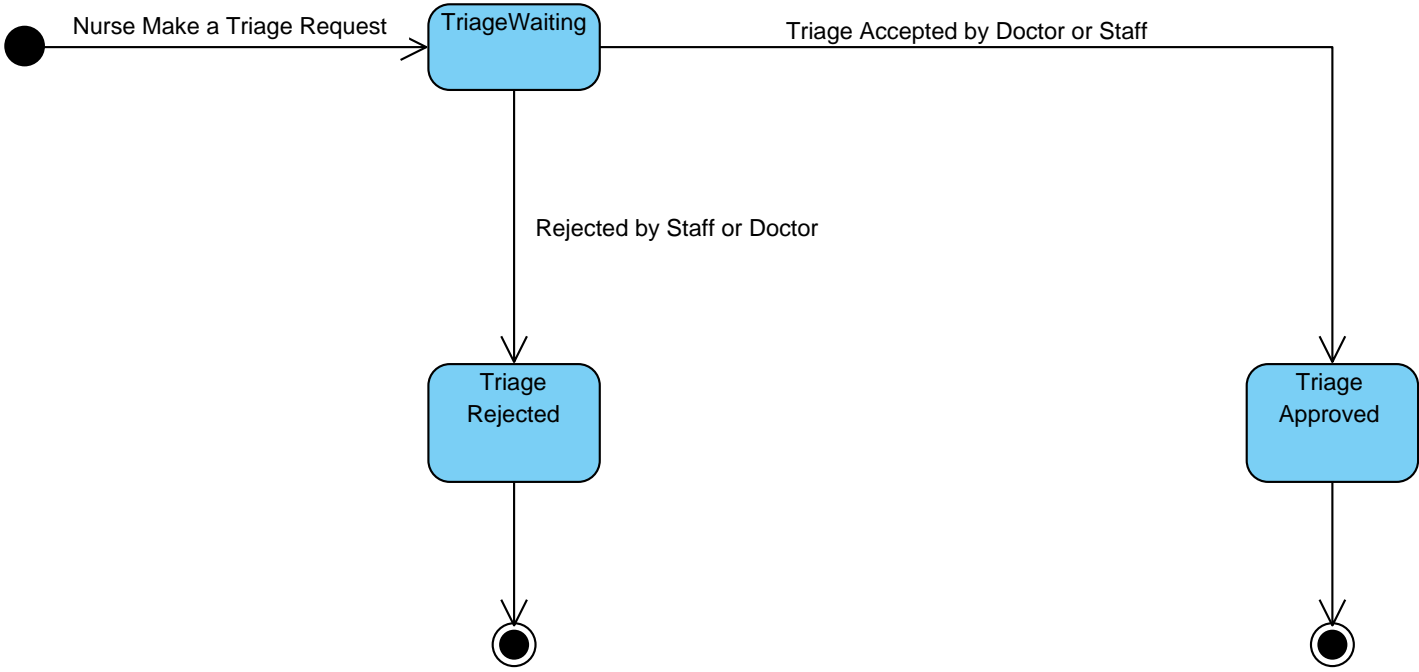 Nurse Make a Triage Request
TriageWaiting
Triage Accepted by Doctor or Staff
Rejected by Staff or Doctor
Triage
Rejected
Triage
Approved